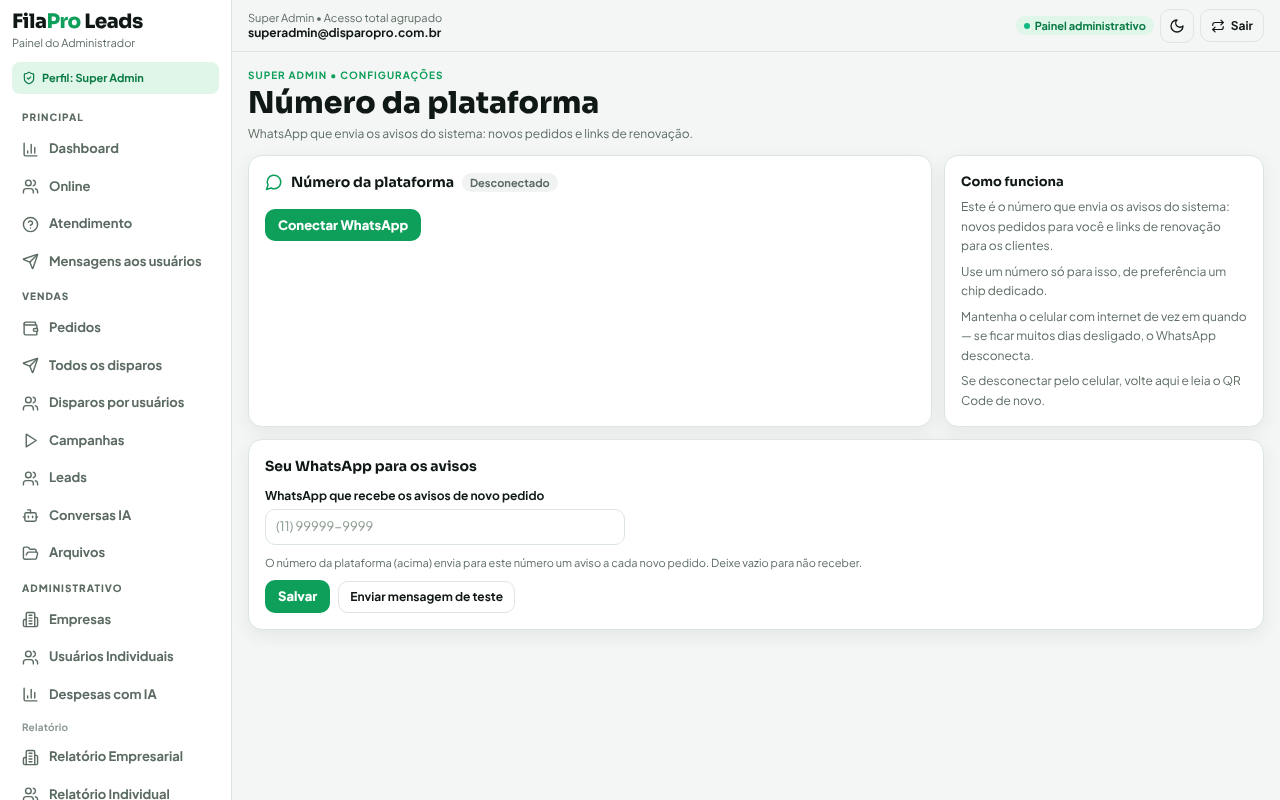 FilaPro Leads
Painel do Administrador
Perfil: Super Admin
PRINCIPAL
Dashboard
Online
Atendimento
Mensagens aos usuários
VENDAS
Pedidos
Todos os disparos
Disparos por usuários
Campanhas
Leads
Conversas IA
Arquivos
ADMINISTRATIVO
Empresas
Usuários Individuais
Despesas com IA
Relatório
Relatório Empresarial
Relatório Individual
Super Admin • Acesso total agrupado
superadmin@disparopro.com.br
Painel administrativo
Sair
SUPER ADMIN • CONFIGURAÇÕES
Número da plataforma
WhatsApp que envia os avisos do sistema: novos pedidos e links de renovação.
Número da plataforma
Desconectado
Conectar WhatsApp
Como funciona
Este é o número que envia os avisos do sistema:
novos pedidos para você e links de renovação
para os clientes.
Use um número só para isso, de preferência um
chip dedicado.
Mantenha o celular com internet de vez em quando
— se ficar muitos dias desligado, o WhatsApp
desconecta.
Se desconectar pelo celular, volte aqui e leia o QR
Code de novo.
Seu WhatsApp para os avisos
WhatsApp que recebe os avisos de novo pedido
(11) 99999-9999
O número da plataforma (acima) envia para este número um aviso a cada novo pedido. Deixe vazio para não receber.
Salvar
Enviar mensagem de teste